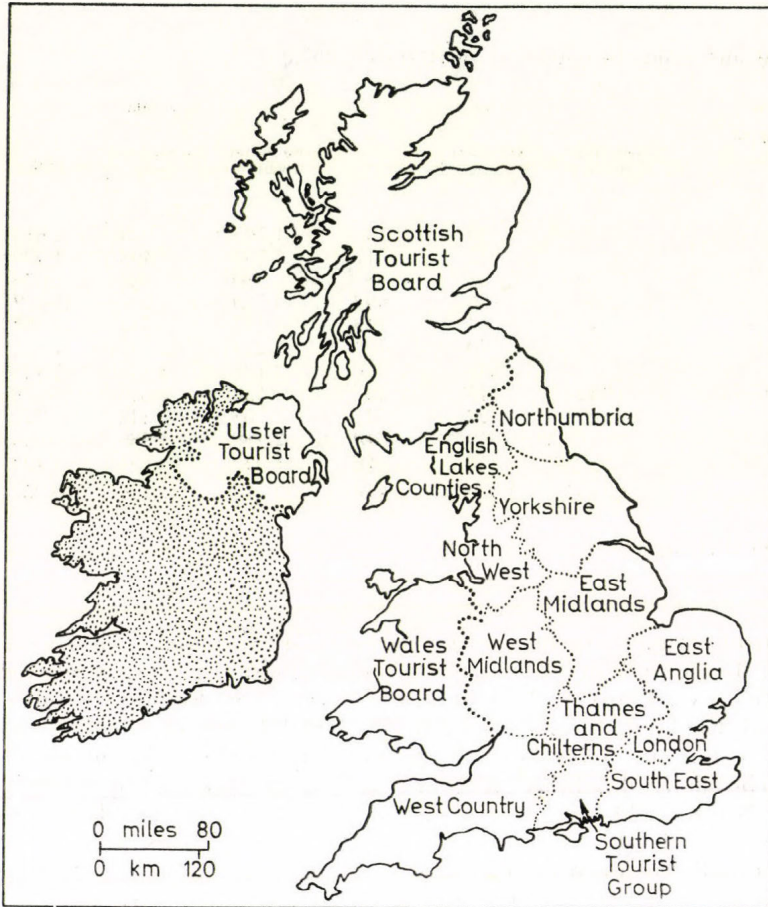 Scottish
Tourist
Board
Ulster
Tourist
Board
Northumbria
English
Lakes
Counties
Yorkshire
North
West
East
Midlands
Wales
Tourist
Board
West
Midlands
East
Anglia
Thames
and
Chilterns
London
South East
West Country
Southern
Tourist
Group
0 miles 80
0 km 120